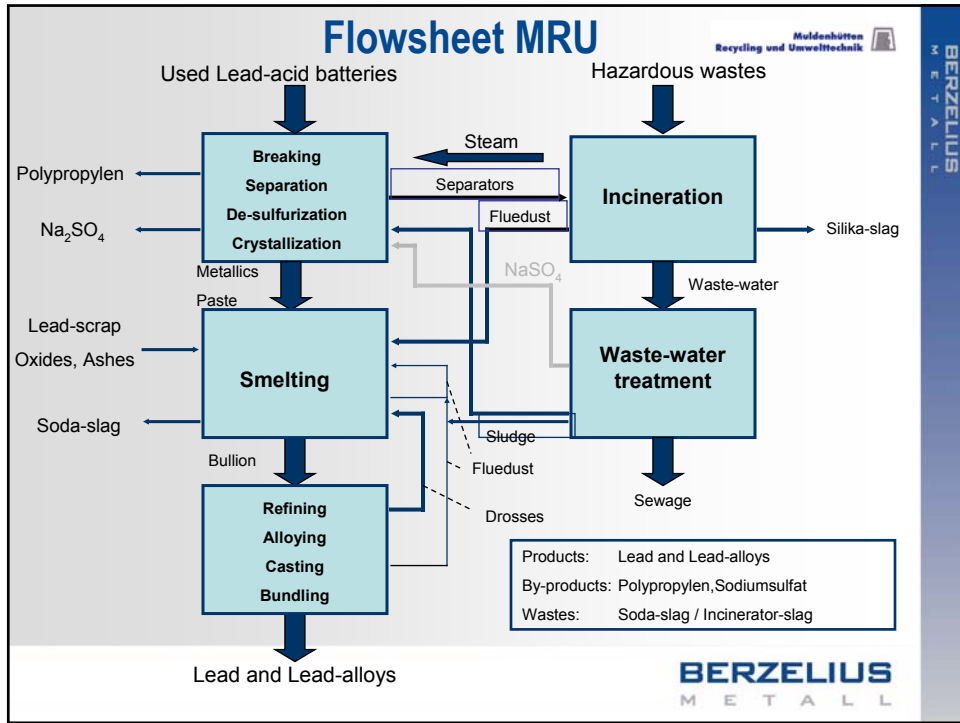 Flowsheet MRU
Muldenhütten
Recycling und Umwelttechnik
BERZELIUS
METALL
Used Lead-acid batteries
Hazardous wastes
Breaking
Separation
De-sulfurization
Crystallization
Steam
Separators
Fluedust
Incineration
Polypropylen
Na₂SO₄
Silika-slag
Metallics
Paste
NaSO₄
Waste-water
Lead-scrap
Oxides, Ashes
Smelting
Waste-water
treatment
Soda-slag
Sludge
Bullion
Fluedust
Sewage
Drosses
Refining
Alloying
Casting
Bundling
Products: Lead and Lead-alloys
By-products: Polypropylen,Sodiumsulfat
Wastes: Soda-slag / Incinerator-slag
Lead and Lead-alloys
BERZELIUS
METALL